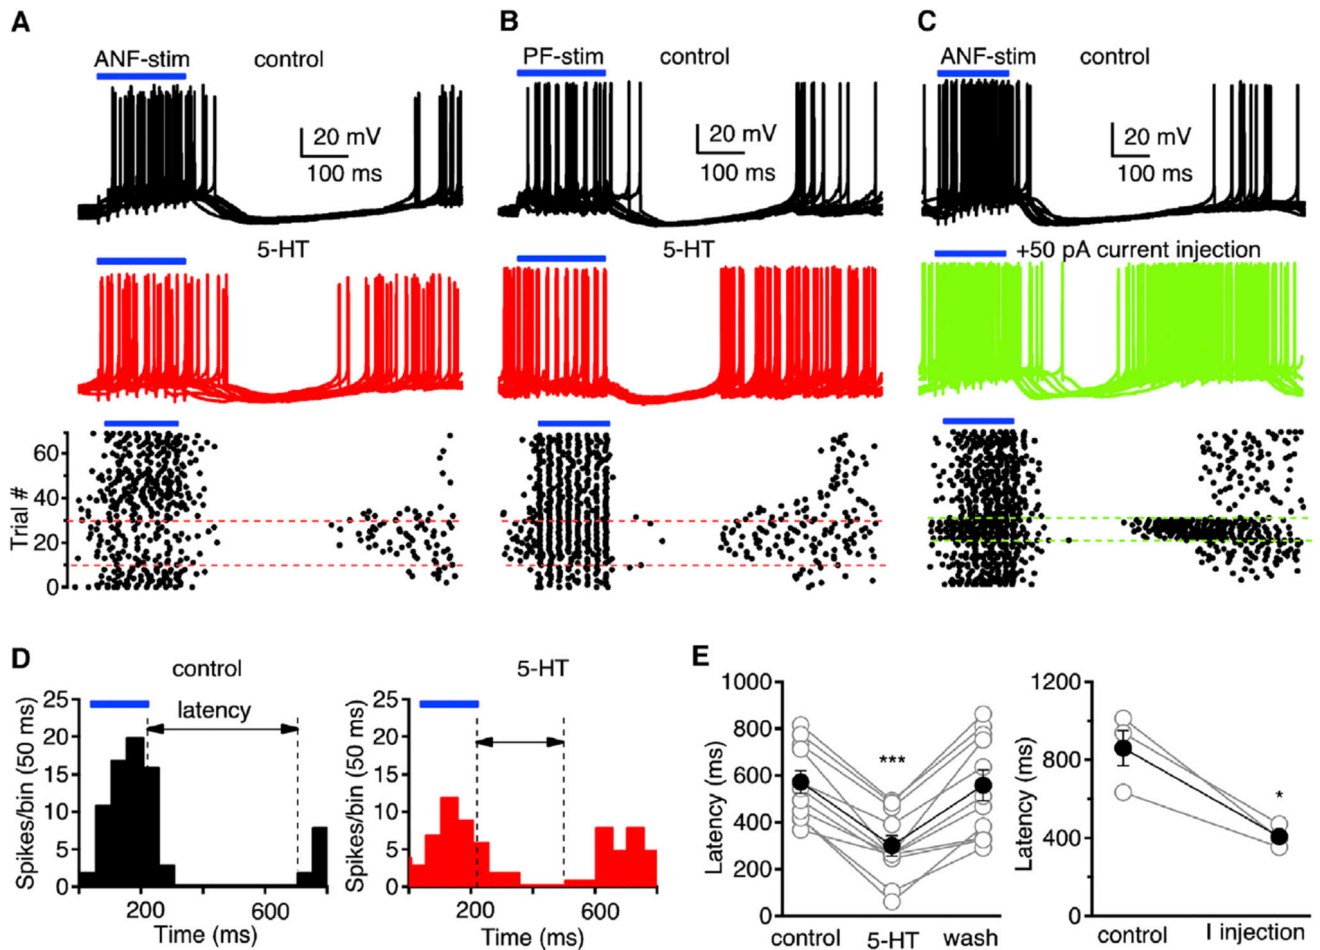 A
B
C
ANF-stim control
PF-stim control
ANF-stim control
20 mV
100 ms
20 mV
100 ms
20 mV
100 ms
5-HT
5-HT
+50 pA current injection
Trial #
60
40
20
0
D
control
5-HT
Spikes/bin (50 ms)
25
20
15
10
5
0
latency
200 600
Time (ms)
Spikes/bin (50 ms)
25
20
15
10
5
0
200 600
Time (ms)
E
Latency (ms)
1000
800
600
400
200
0
***
control 5-HT wash
Latency (ms)
1200
800
400
0
*
control I injection